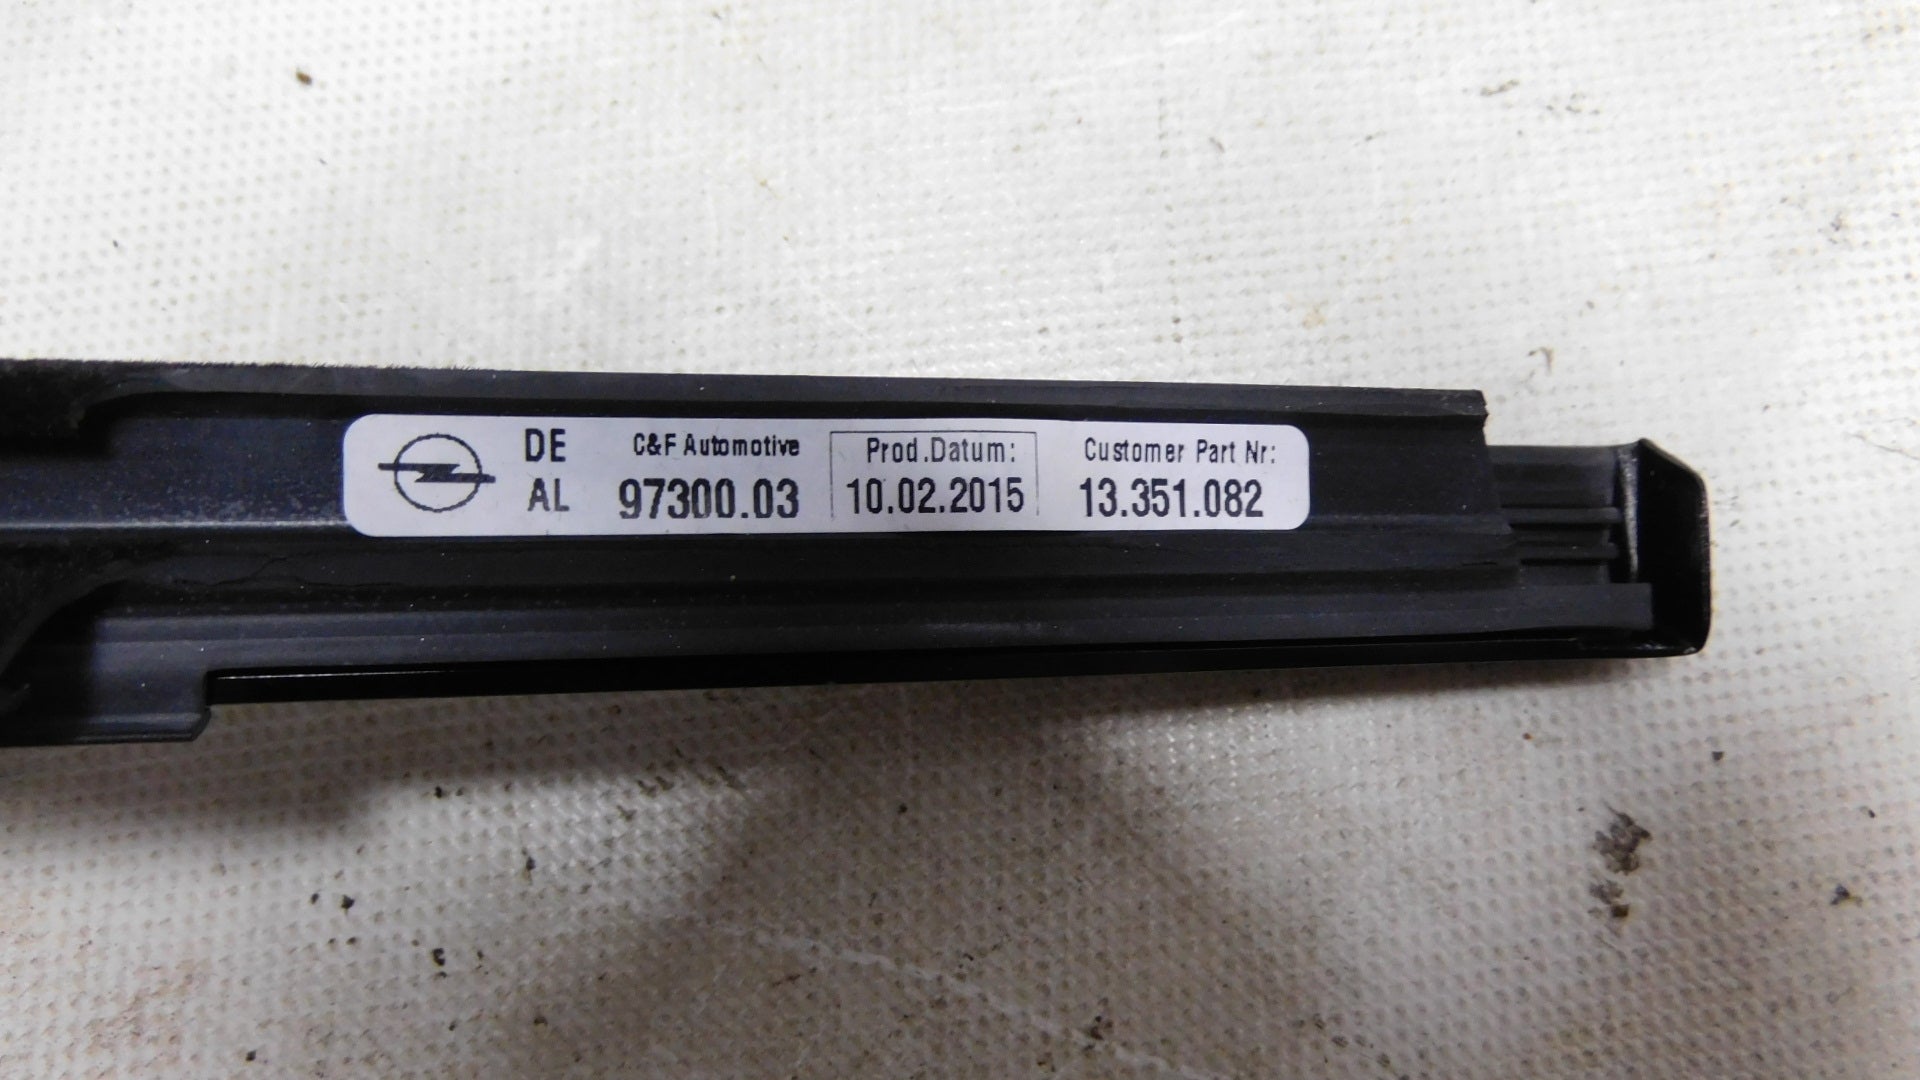 DE
AL
C&F Automotive
97300.03
Prod.Datum:
10.02.2015
Customer Part Nr:
13.351.082